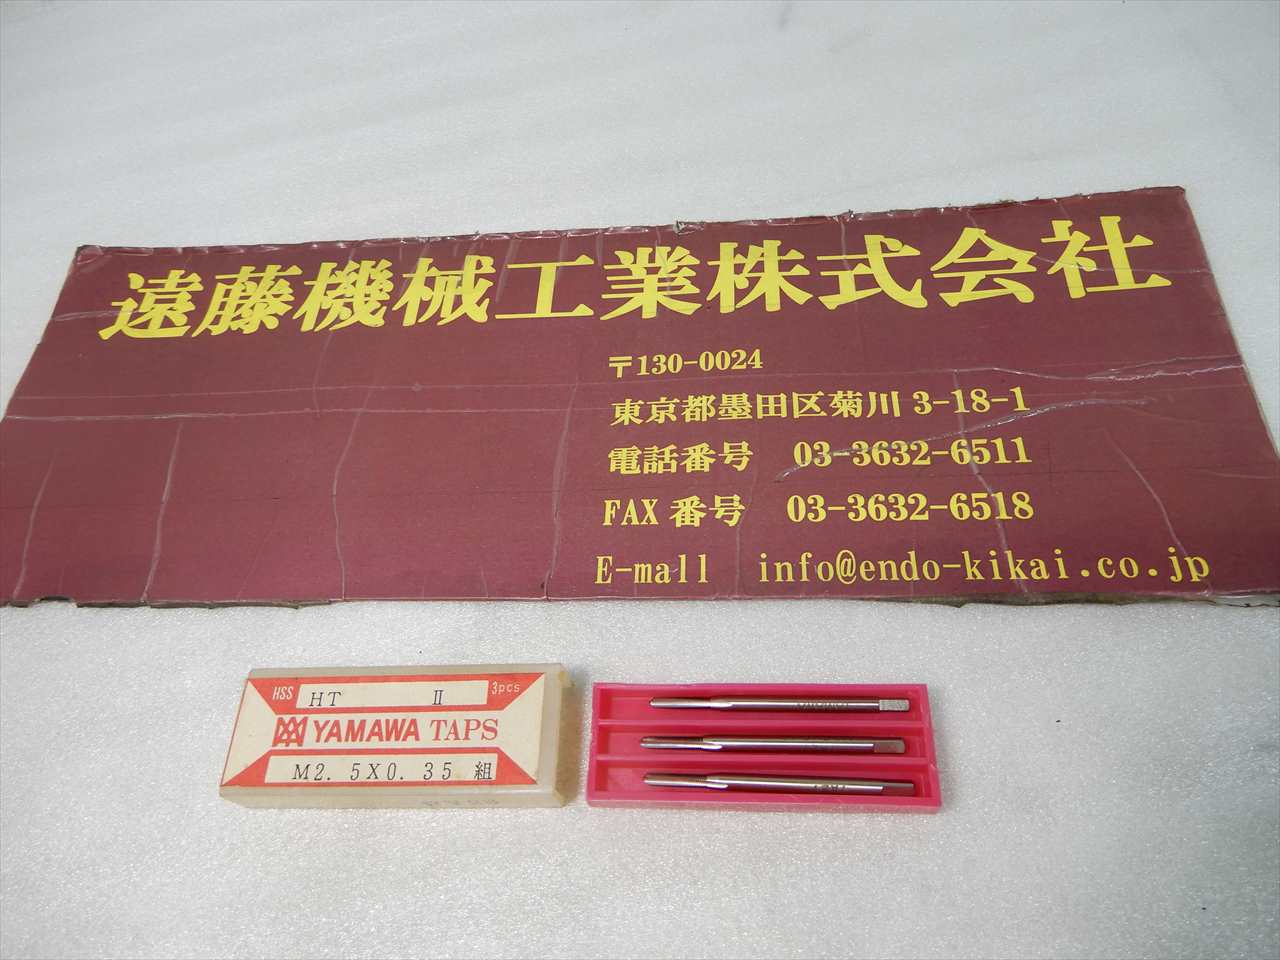 遠藤機械工業株式会社
〒130-0024
東京都墨田区菊川 3-18-1
電話番号 03-3632-6511
FAX 番号 03-3632-6518
E-mall info@endo-kikai.co.jp
HSS HT II 3pcs
YAMAWA TAPS
M2. 5X0. 35 組